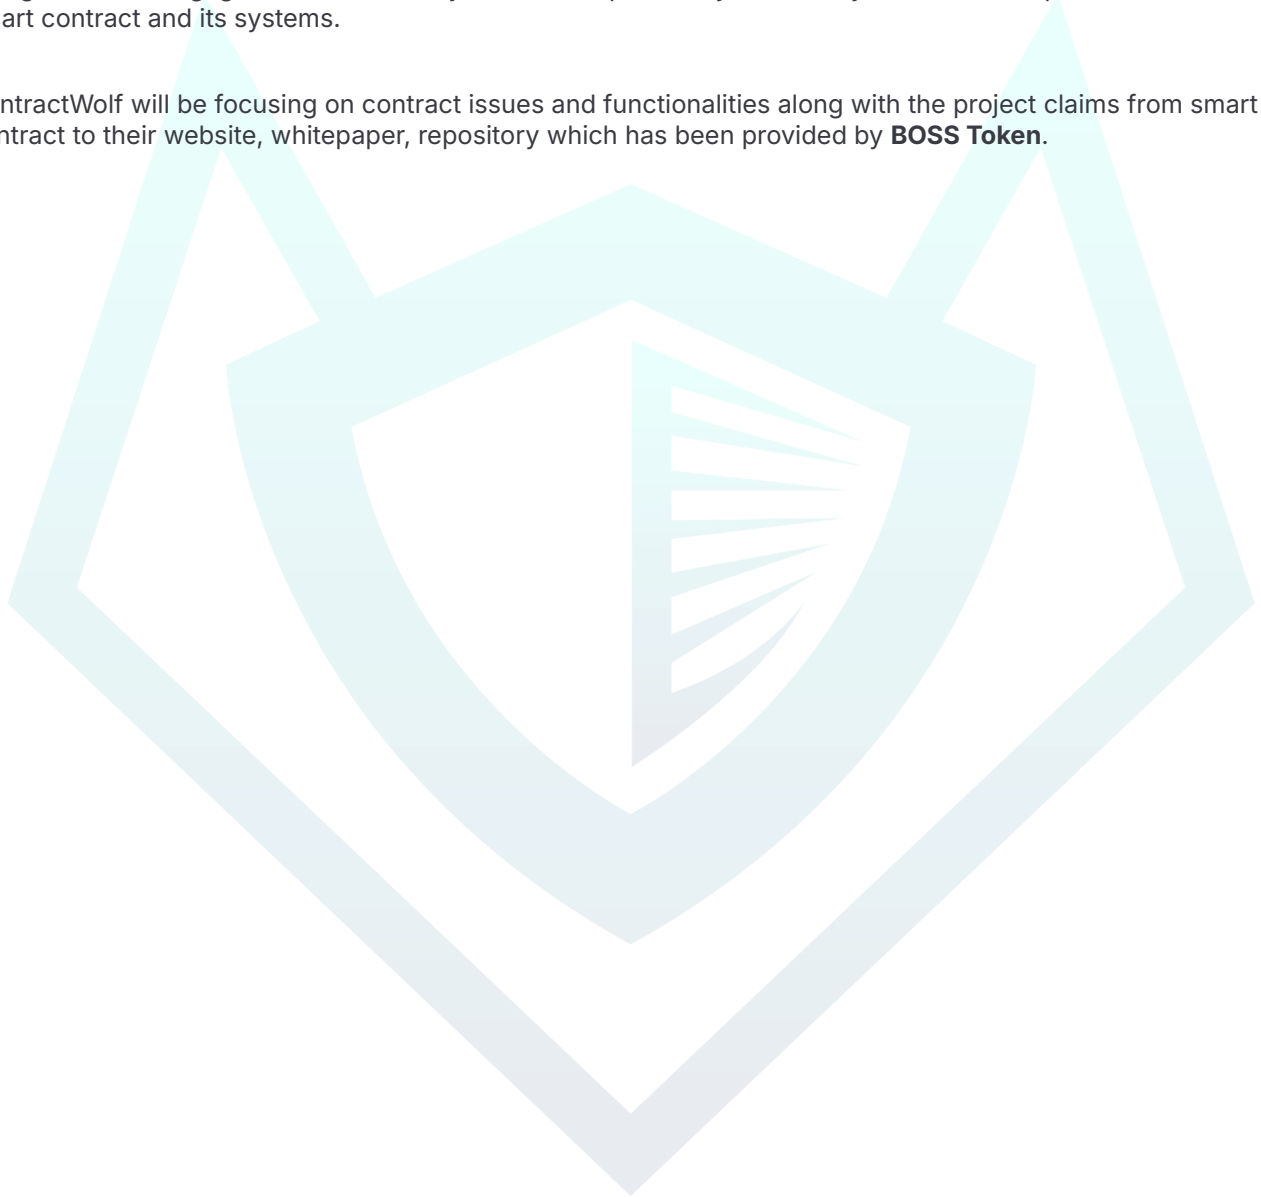 art contract and its systems.
ntractWolf will be focusing on contract issues and functionalities along with the project claims from smart
ntract to their website, whitepaper, repository which has been provided by BOSS Token.